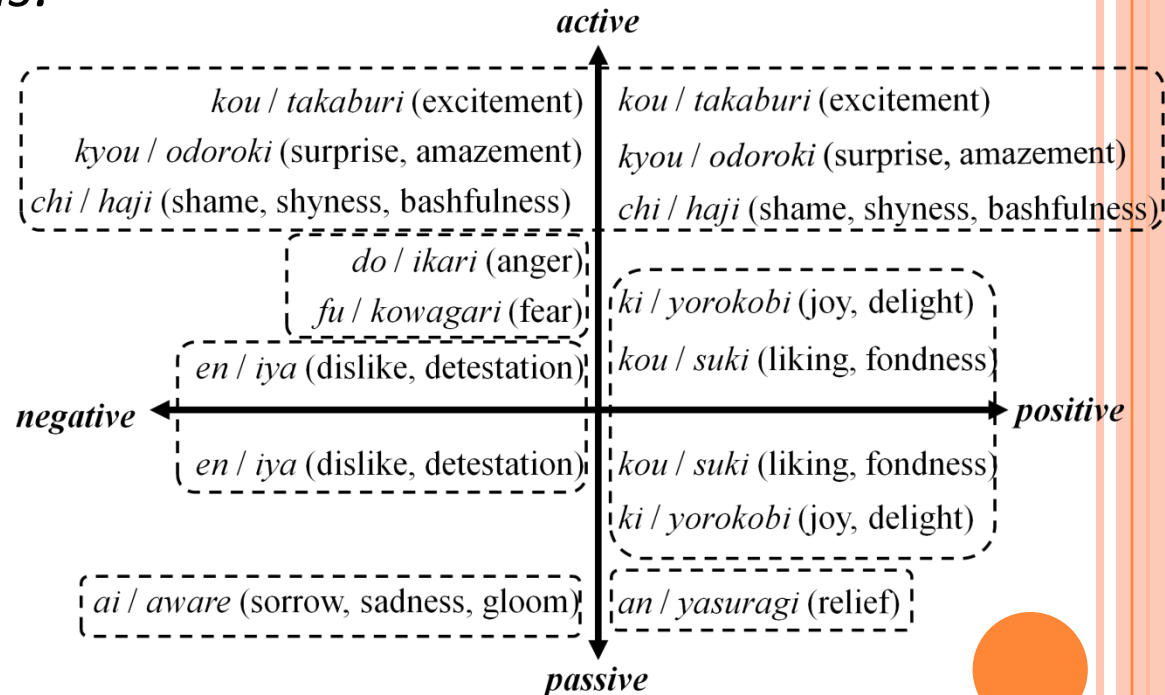 active
kou / takaburi (excitement)
kou / takaburi (excitement)
kyou / odoroki (surprise, amazement)
kyou / odoroki (surprise, amazement)
chi / haji (shame, shyness, bashfulness)
chi / haji (shame, shyness, bashfulness)
do / ikari (anger)
fu / kowagari (fear)
ki / yorokobi (joy, delight)
en / iya (dislike, detestation)
kou / suki (liking, fondness)
negative
positive
en / iya (dislike, detestation)
kou / suki (liking, fondness)
ki / yorokobi (joy, delight)
ai / aware (sorrow, sadness, gloom)
an / yasuragi (relief)
passive